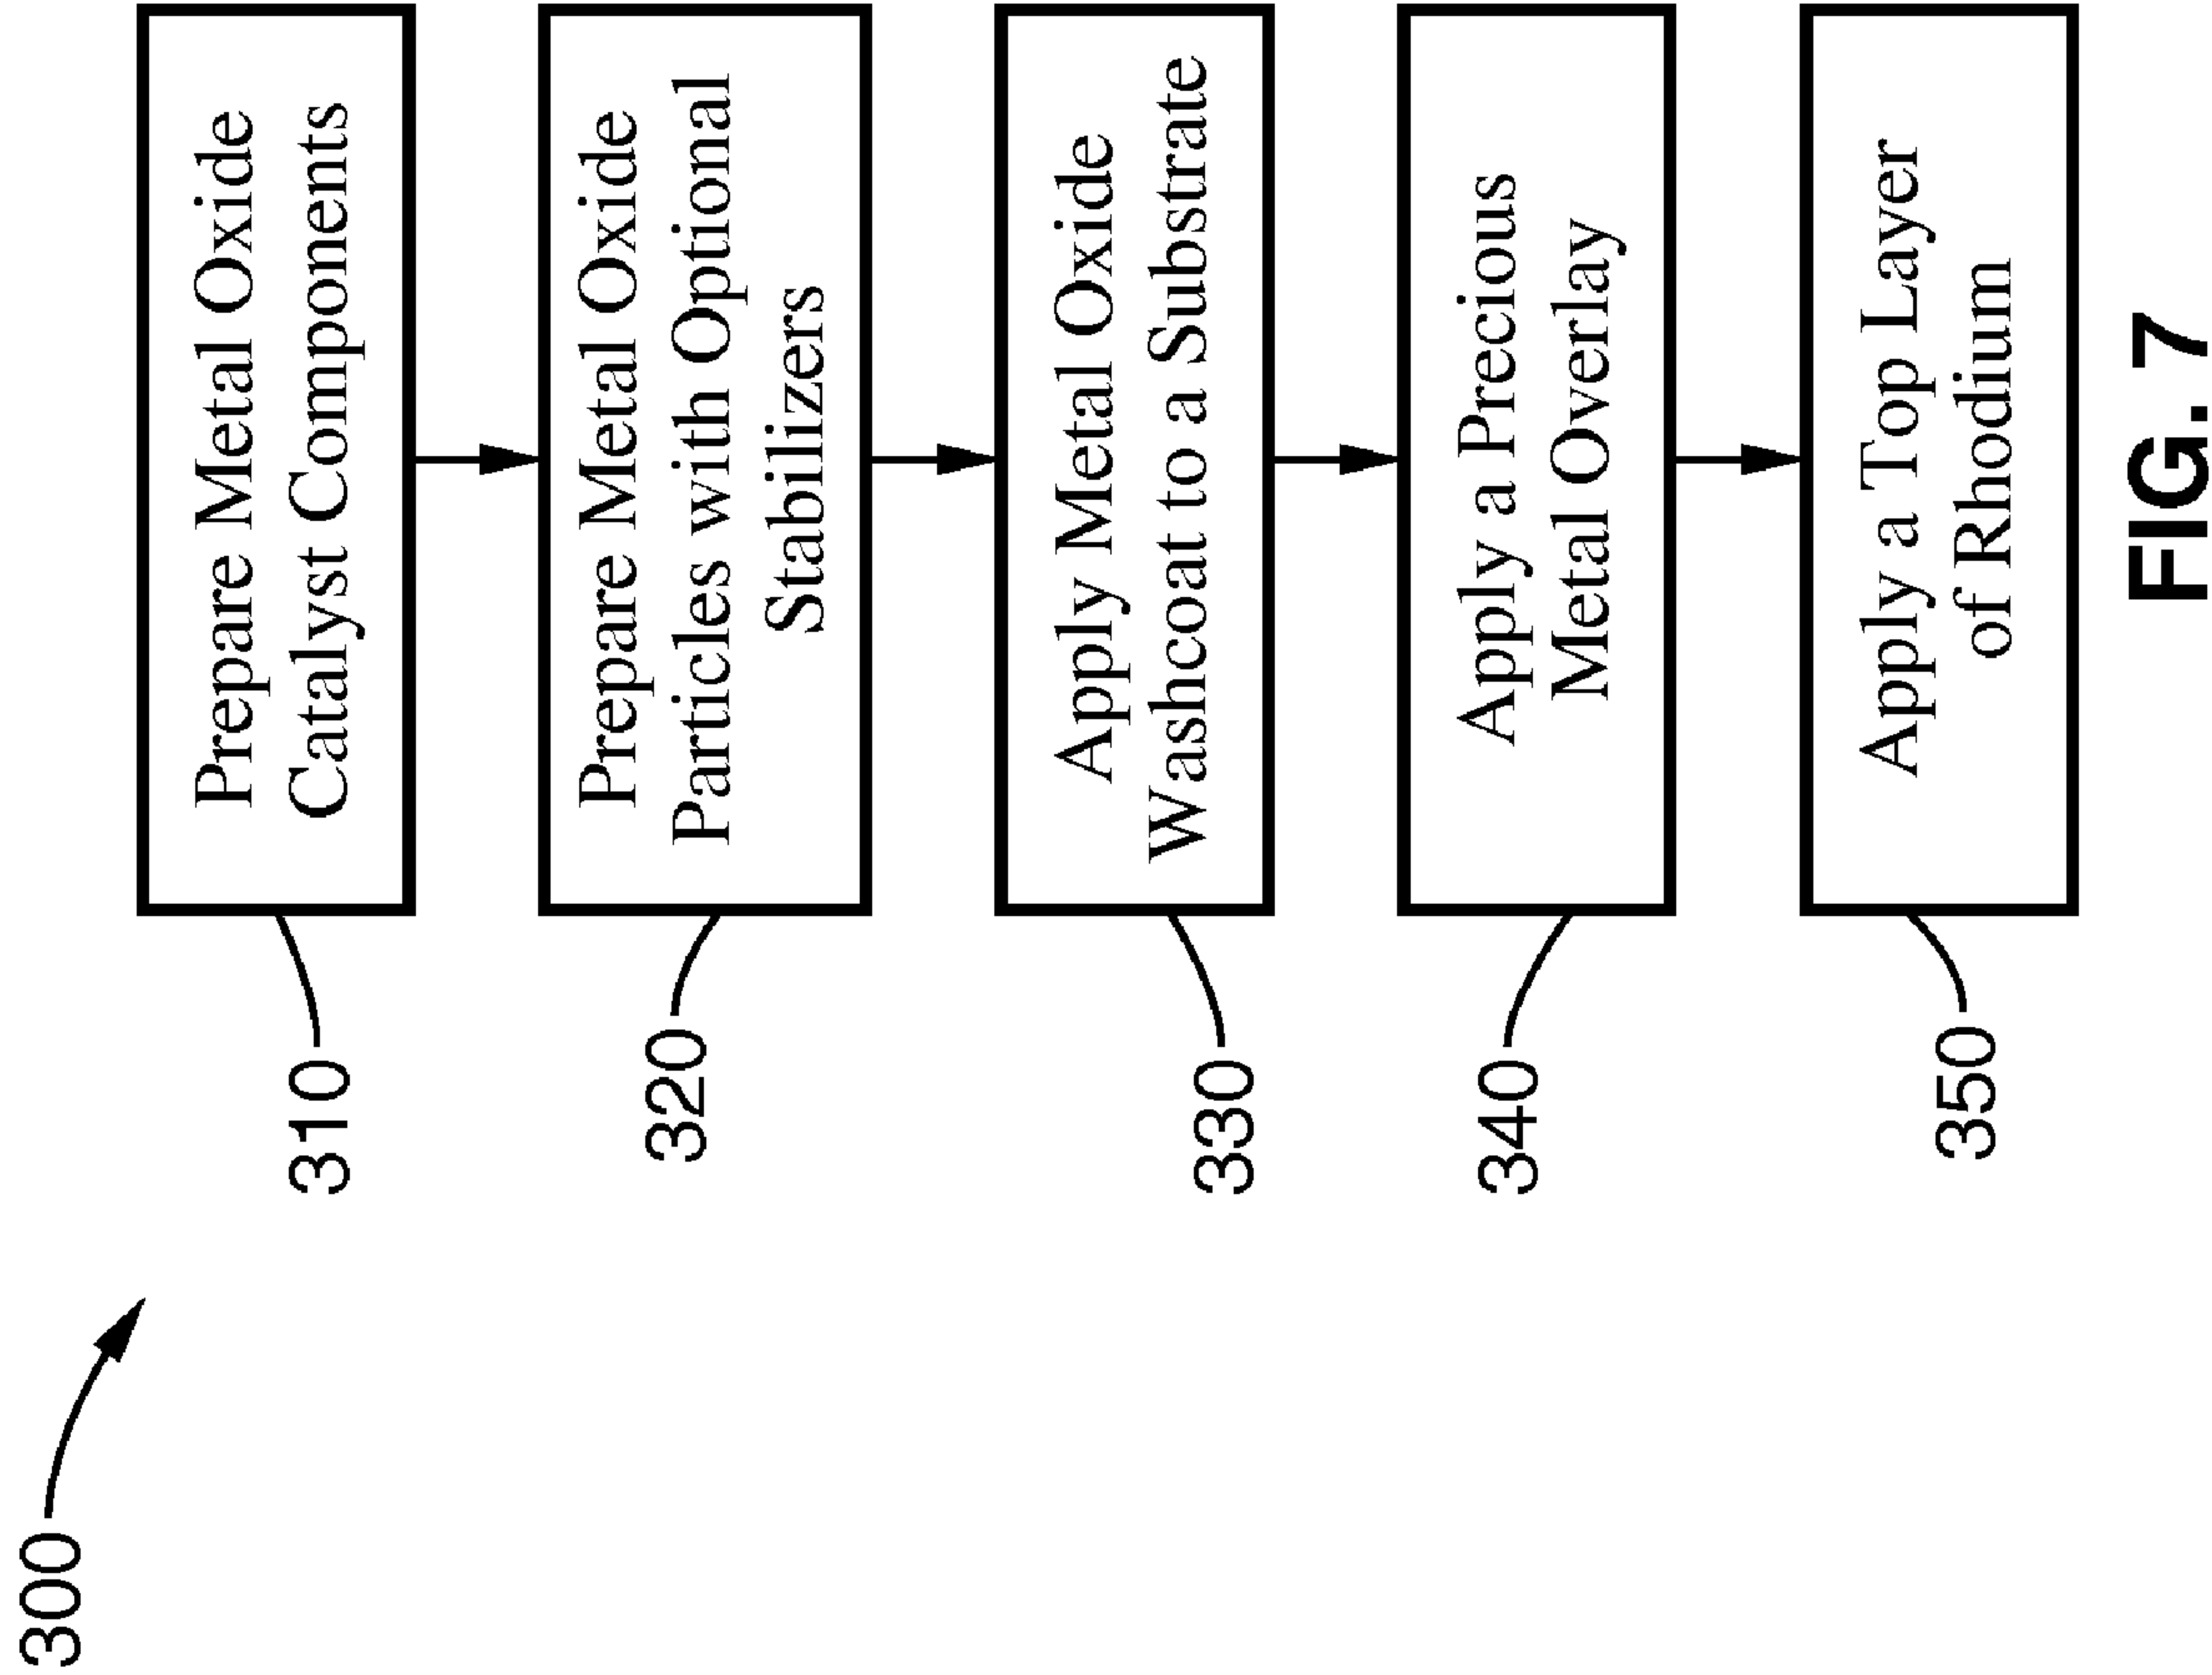 300
310
Prepare Metal Oxide
Catalyst Components
320
Prepare Metal Oxide
Particles with Optional
Stabilizers
330
Apply Metal Oxide
Washcoat to a Substrate
340
Apply a Precious
Metal Overlay
350
Apply a Top Layer
of Rhodium
FIG. 7